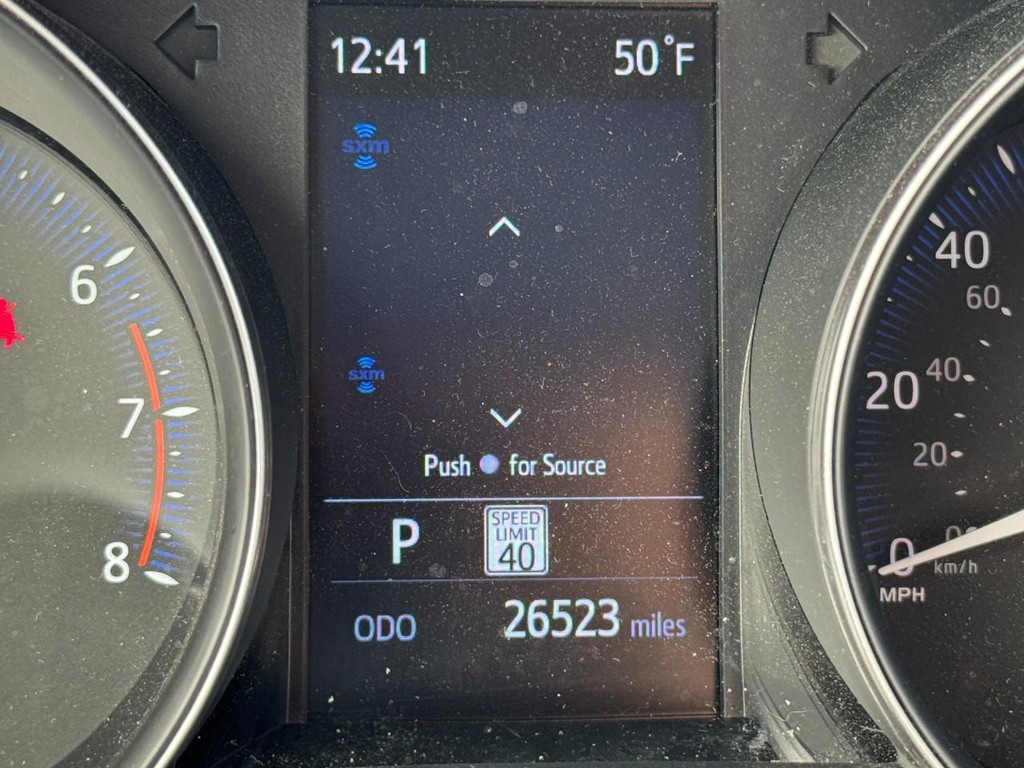 12:41 50°F
sxm
sxm
Push for Source
P
SPEED
LIMIT
40
ODO 26523 miles
6
7
8
40
60
20
40
20
0
km/h
MPH